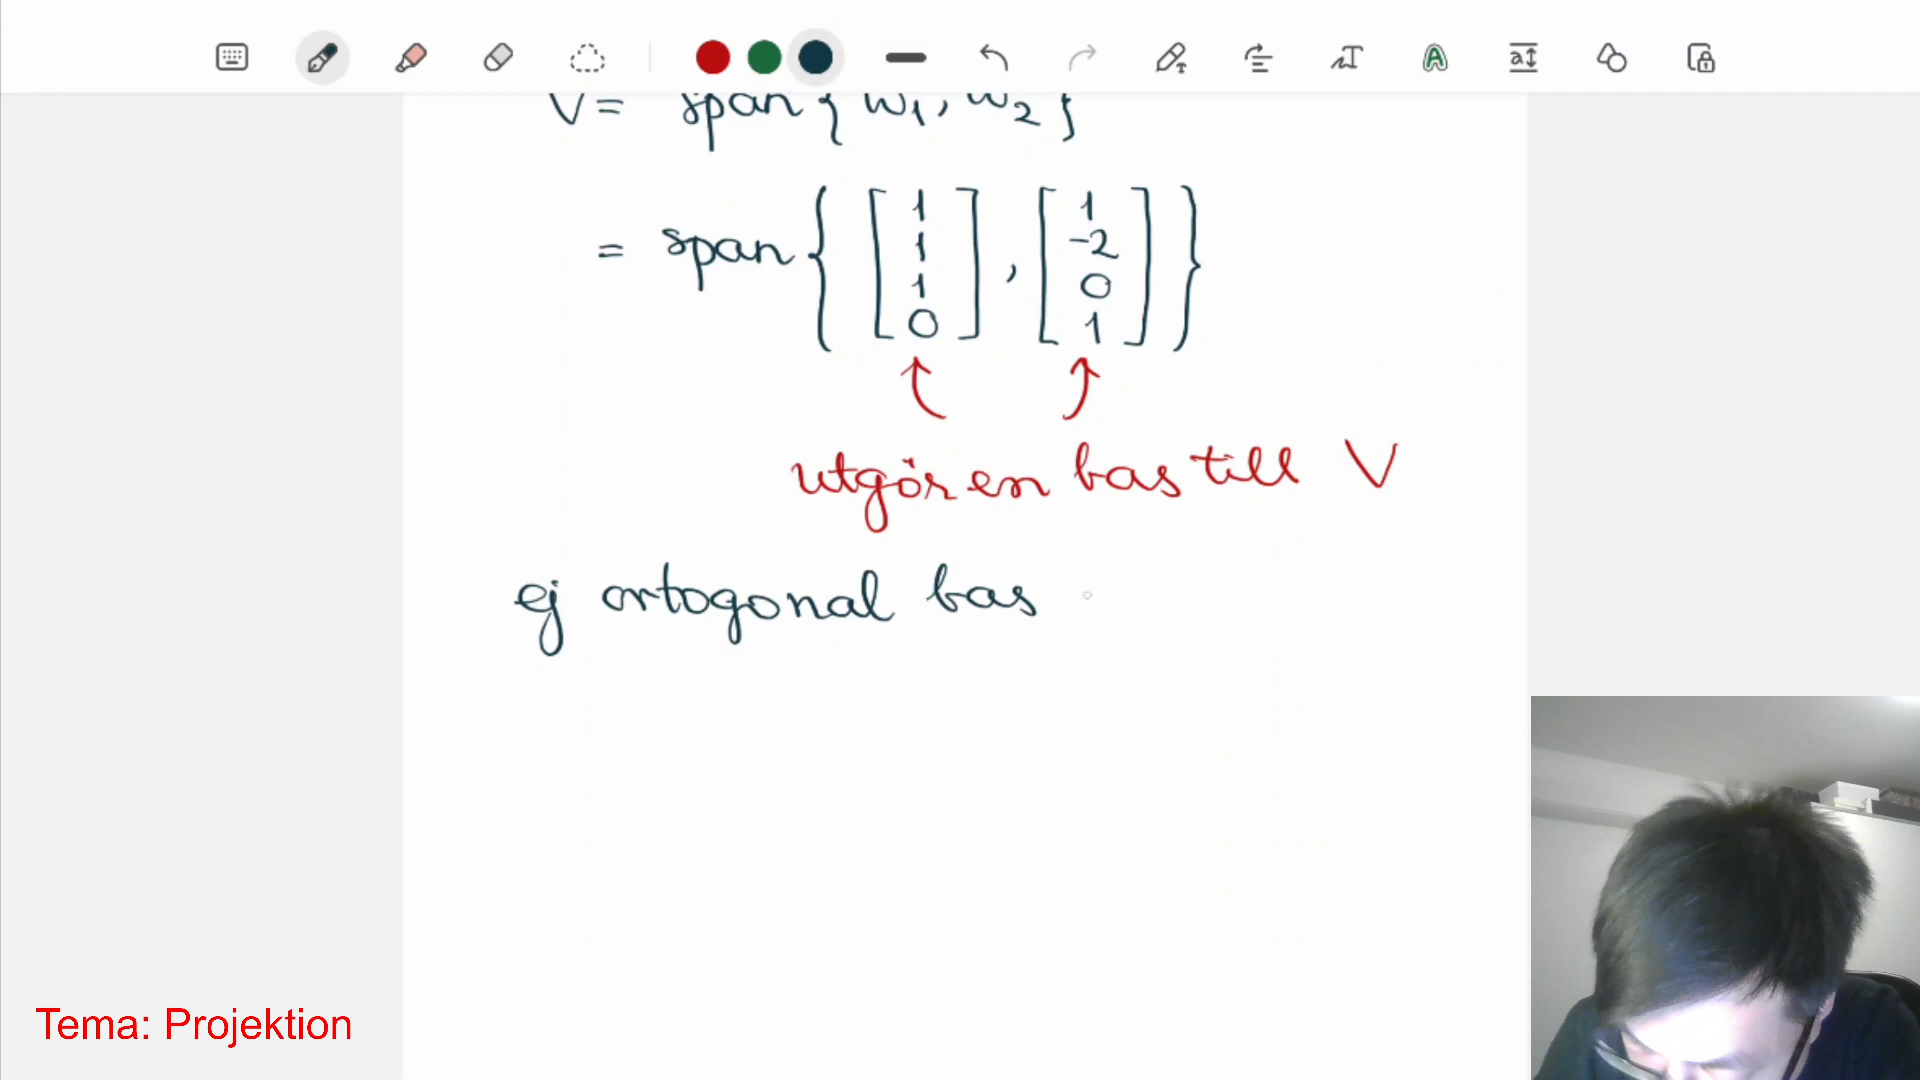 V = span { w1, w2 }
= span { [ 1 1 1 0 ] , [ 1 -2 0 1 ] }
utgör en bas till V
ej ortogonal bas
Tema: Projektion